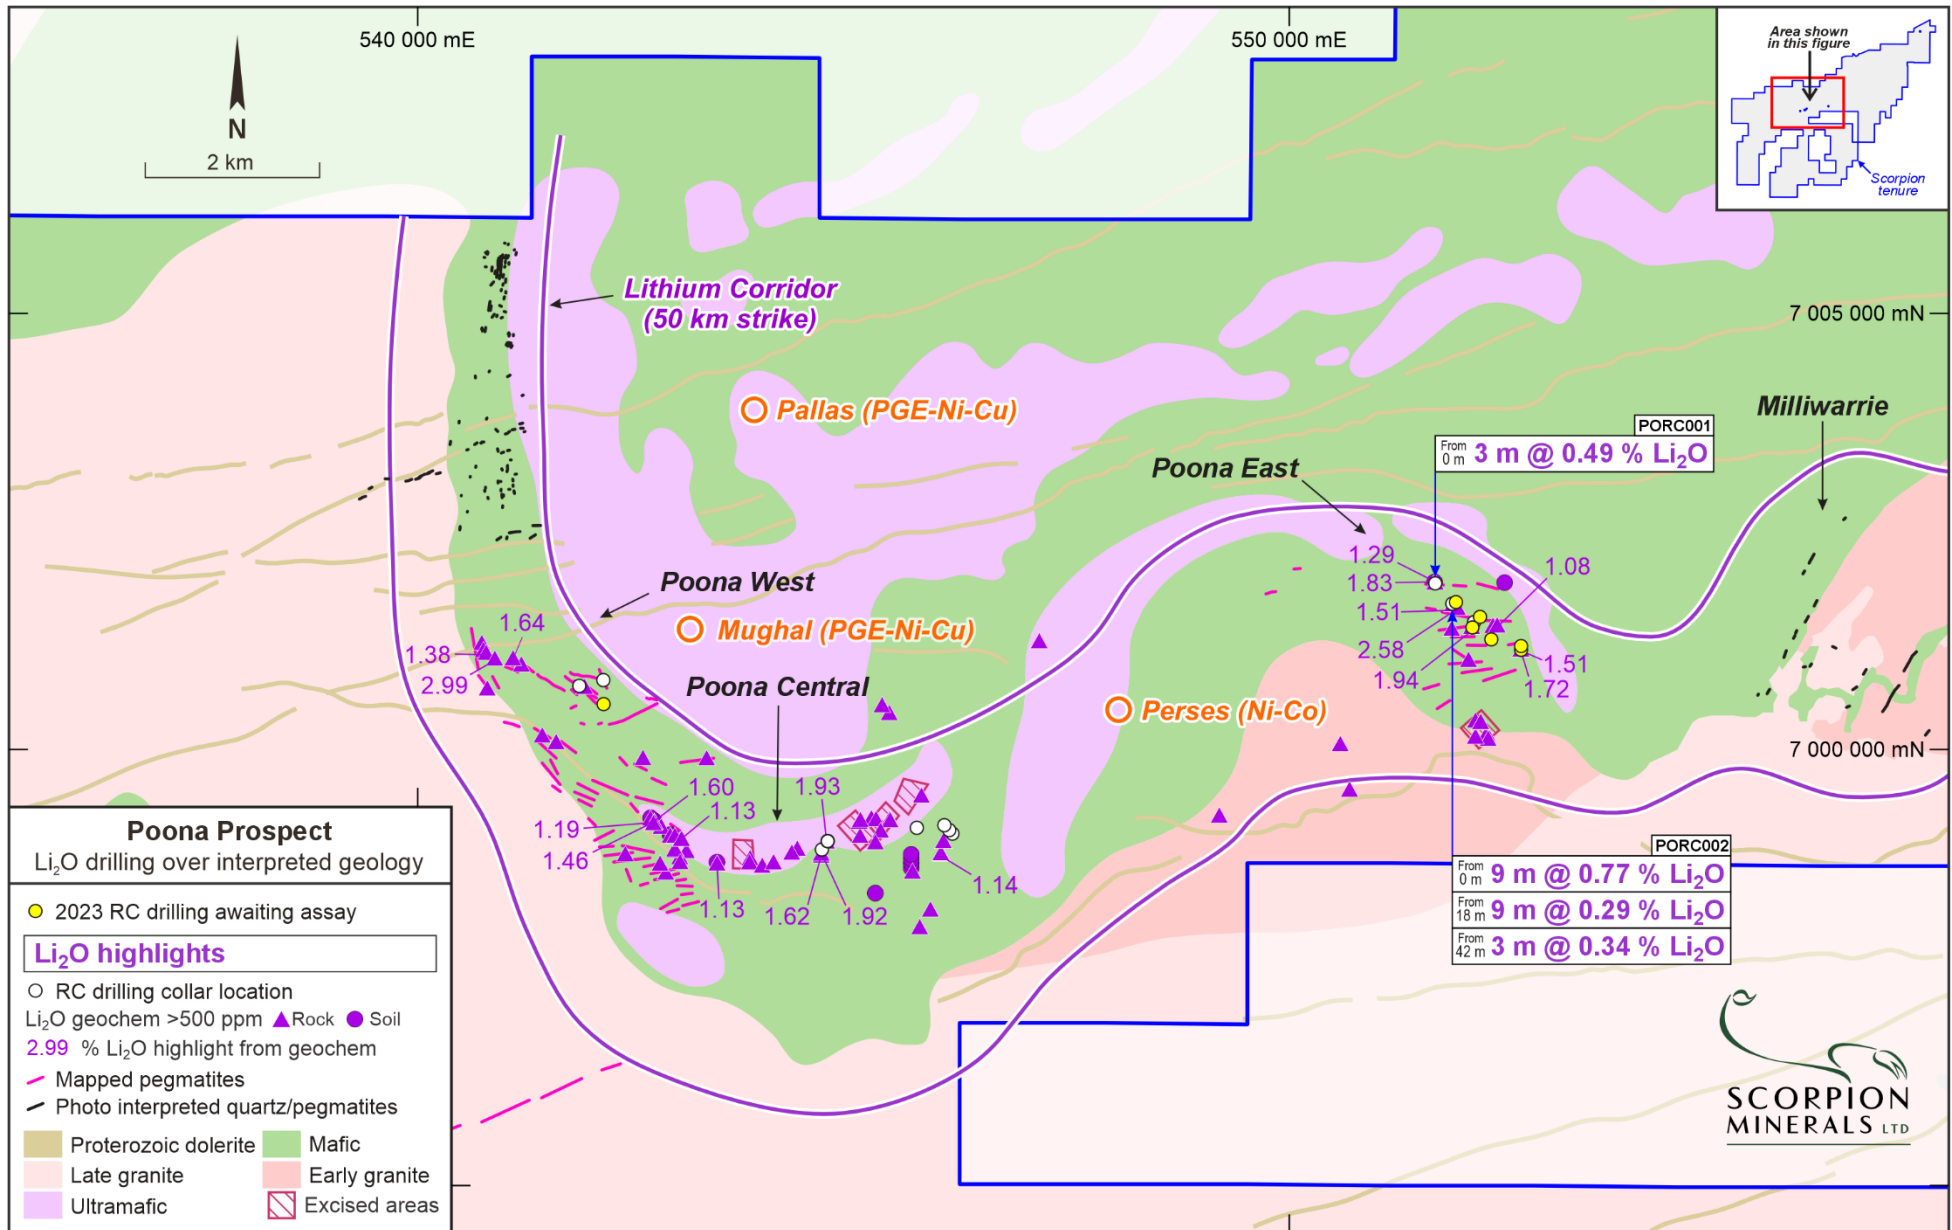 540 000 mE
550 000 mE
Area shown
in this figure
Scorpion
tenure
N
2 km
Lithium Corridor
(50 km strike)
7 005 000 mN
Pallas (PGE-Ni-Cu)
Milliwarrie
PORC001
From
0 m 3 m @ 0.49 % Li₂O
Poona East
1.29
1.83
1.08
1.51
Poona West
Mughal (PGE-Ni-Cu)
1.64
1.38
2.99
2.58
1.94
1.51
1.72
Poona Central
Perses (Ni-Co)
7 000 000 mN
1.60
1.93
1.13
1.19
1.46
1.14
1.13
1.62
1.92
PORC002
From
0 m 9 m @ 0.77 % Li₂O
From
18 m 9 m @ 0.29 % Li₂O
From
42 m 3 m @ 0.34 % Li₂O
Poona Prospect
Li₂O drilling over interpreted geology
2023 RC drilling awaiting assay
Li₂O highlights
RC drilling collar location
Li₂O geochem >500 ppm Rock Soil
2.99 % Li₂O highlight from geochem
Mapped pegmatites
Photo interpreted quartz/pegmatites
Proterozoic dolerite Mafic
Late granite Early granite
Ultramafic Excised areas
SCORPION
MINERALS LTD